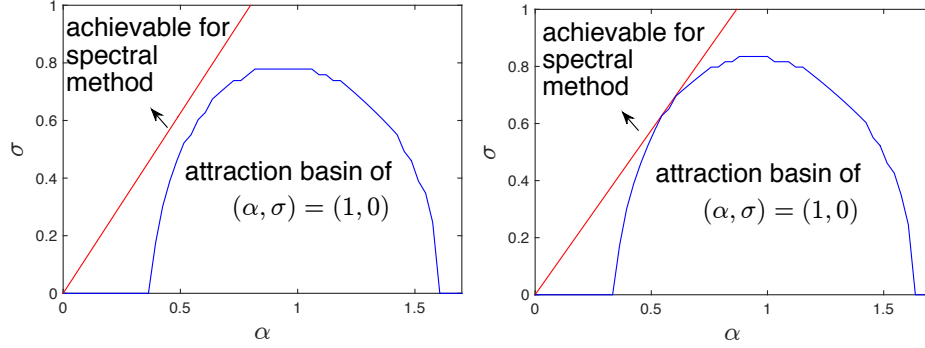 achievable for
spectral
method
attraction basin of
(α, σ) = (1, 0)
σ
α
0
0.2
0.4
0.6
0.8
1
0
0.5
1
1.5
achievable for
spectral
method
attraction basin of
(α, σ) = (1, 0)
σ
α
0
0.2
0.4
0.6
0.8
1
0
0.5
1
1.5